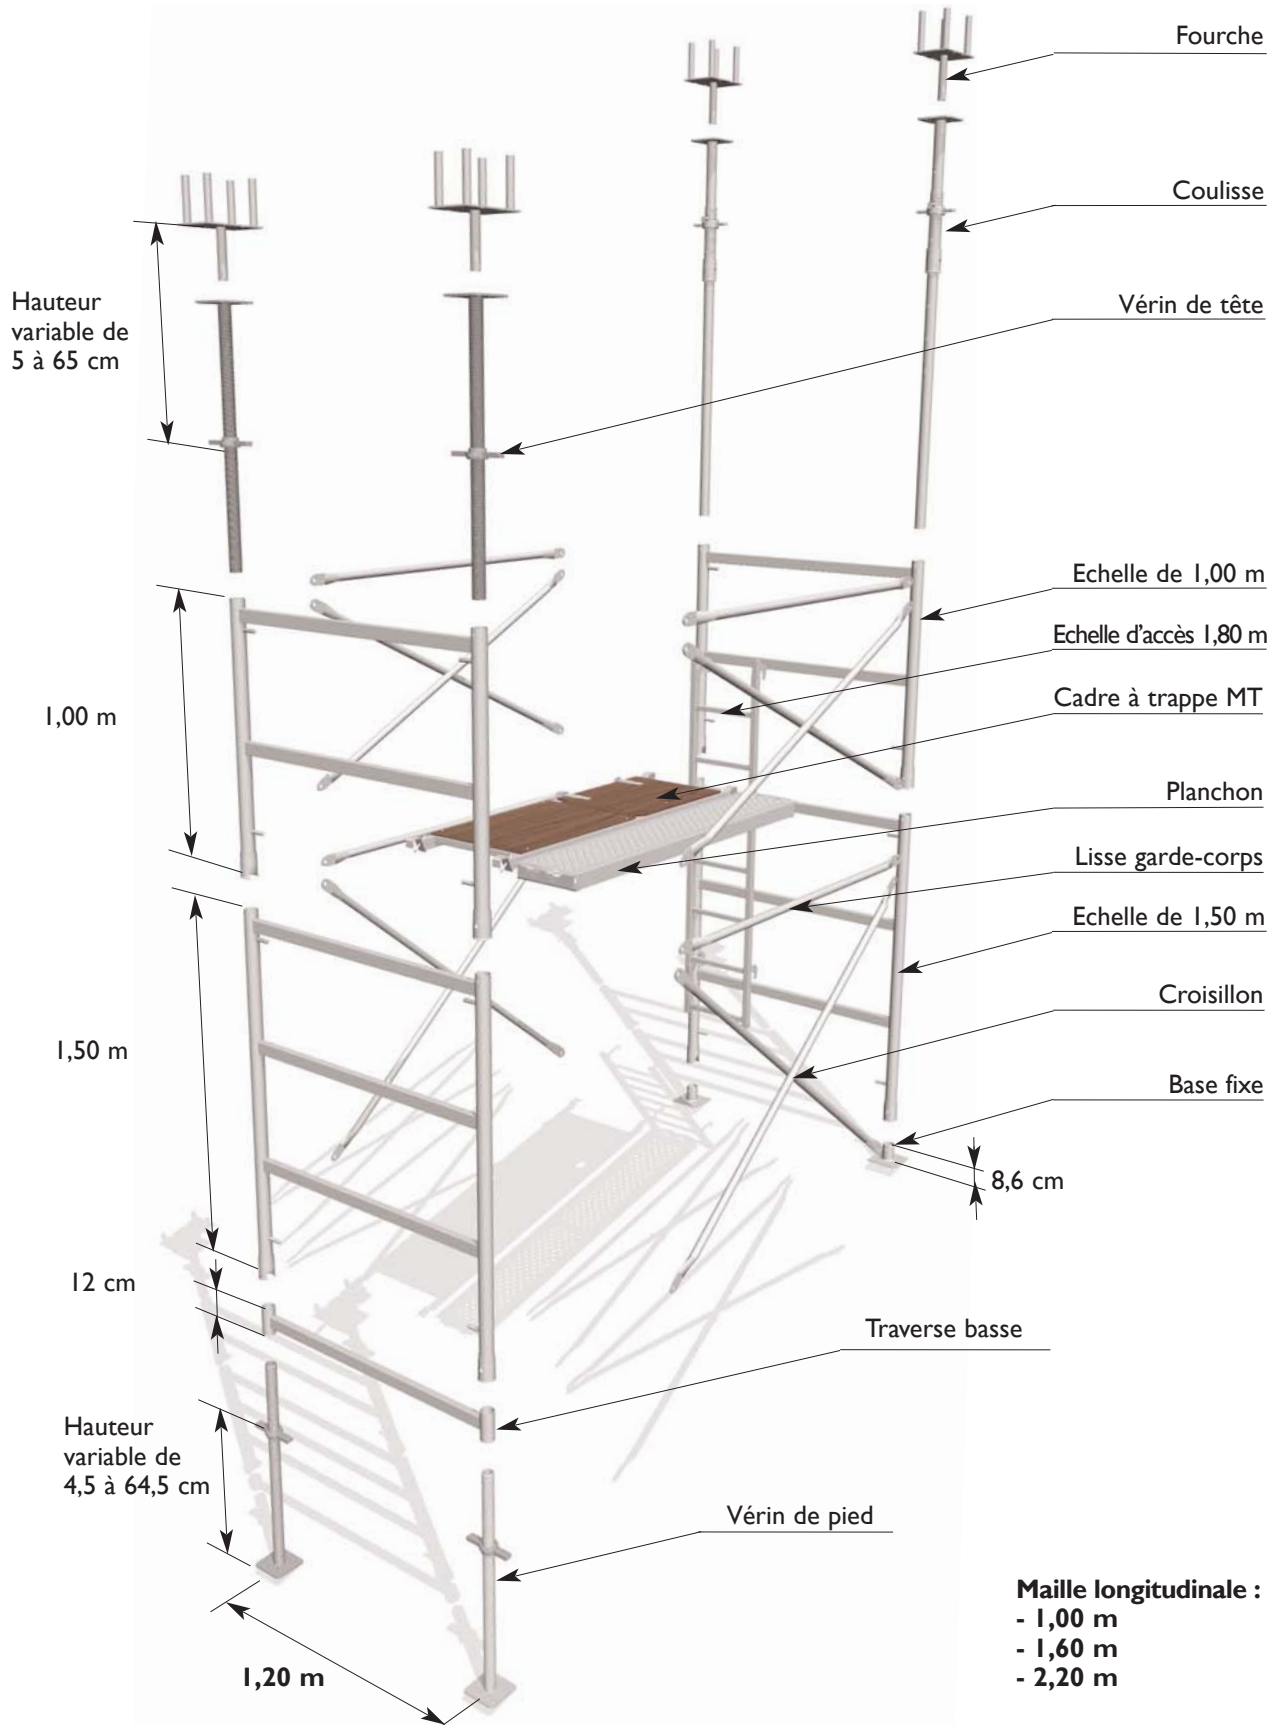 Fourche
Coulisse
Hauteur
variable de
5 à 65 cm
Vérin de tête
Echelle de 1,00 m
Echelle d'accès 1,80 m
Cadre à trappe MT
1,00 m
Planchon
Lisse garde-corps
Echelle de 1,50 m
Croisillon
1,50 m
Base fixe
8,6 cm
12 cm
Traverse basse
Hauteur
variable de
4,5 à 64,5 cm
Vérin de pied
1,20 m
Maille longitudinale :
- 1,00 m
- 1,60 m
- 2,20 m